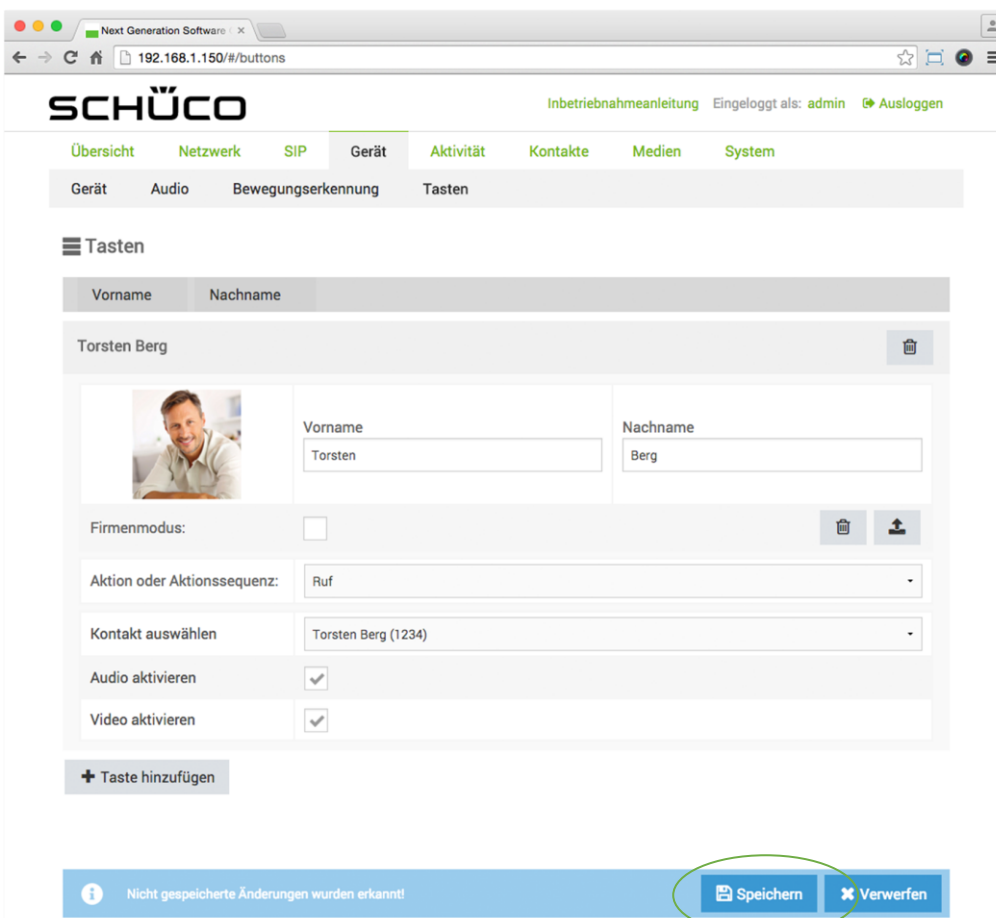 Next Generation Software
192.168.1.150/#/buttons
SCHÜCO
Inbetriebnahmeanleitung Eingeloggt als: admin Ausloggen
Übersicht Netzwerk SIP Gerät Aktivität Kontakte Medien System
Gerät Audio Bewegungserkennung Tasten
Tasten
Vorname Nachname
Torsten Berg
Vorname Nachname
Torsten Berg
Firmenmodus:
Aktion oder Aktionssequenz: Ruf
Kontakt auswählen Torsten Berg (1234)
Audio aktivieren
Video aktivieren
+ Taste hinzufügen
Nicht gespeicherte Änderungen wurden erkannt! Speichern Verwerfen